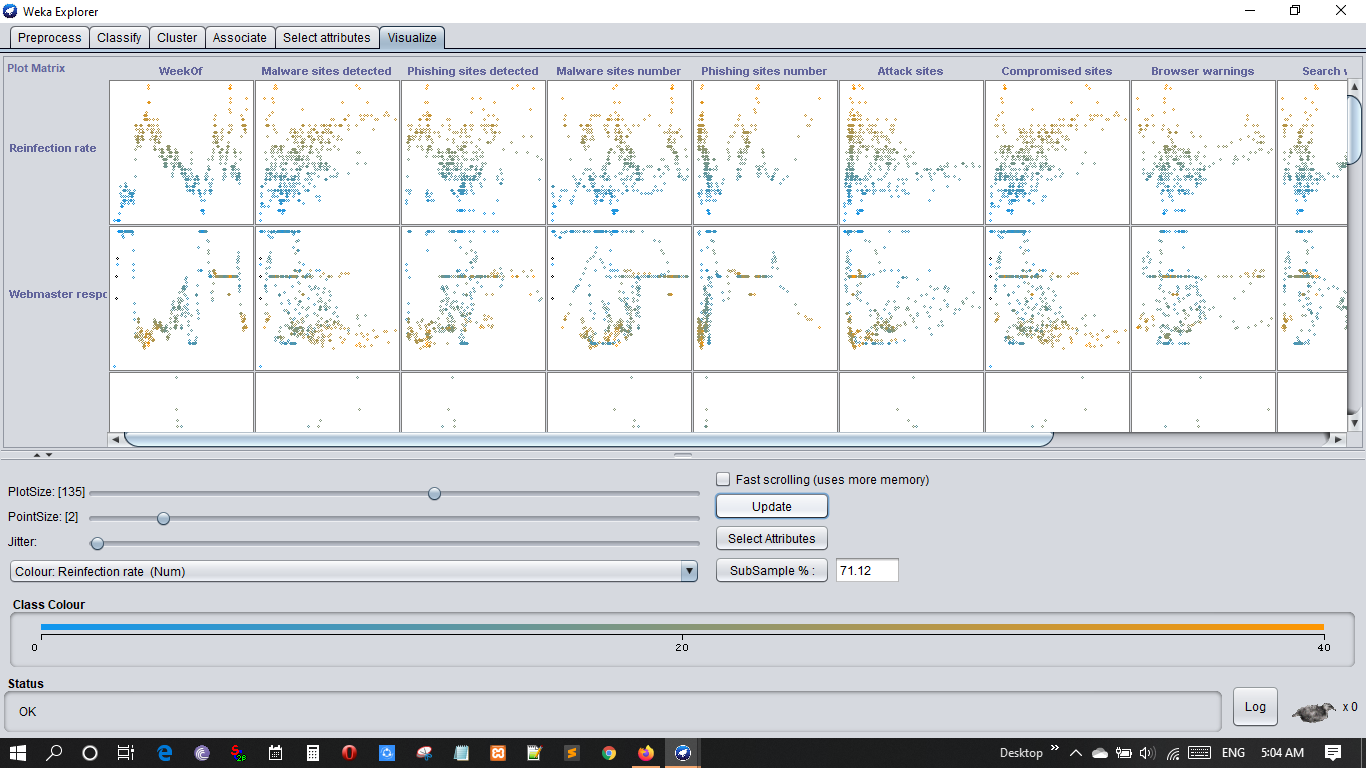 Weka Explorer
Preprocess Classify Cluster Associate Select attributes Visualize
Plot Matrix
WeekOf Malware sites detected Phishing sites detected Malware sites number Phishing sites number Attack sites Compromised sites Browser warnings Search
Reinfection rate
Webmaster respo
PlotSize: [135]
PointSize: [2]
Jitter:
Colour: Reinfection rate (Num)
Fast scrolling (uses more memory)
Update
Select Attributes
SubSample % : 71.12
Class Colour
0 20 40
Status
OK
Log
x 0
Desktop » ENG 5:04 AM